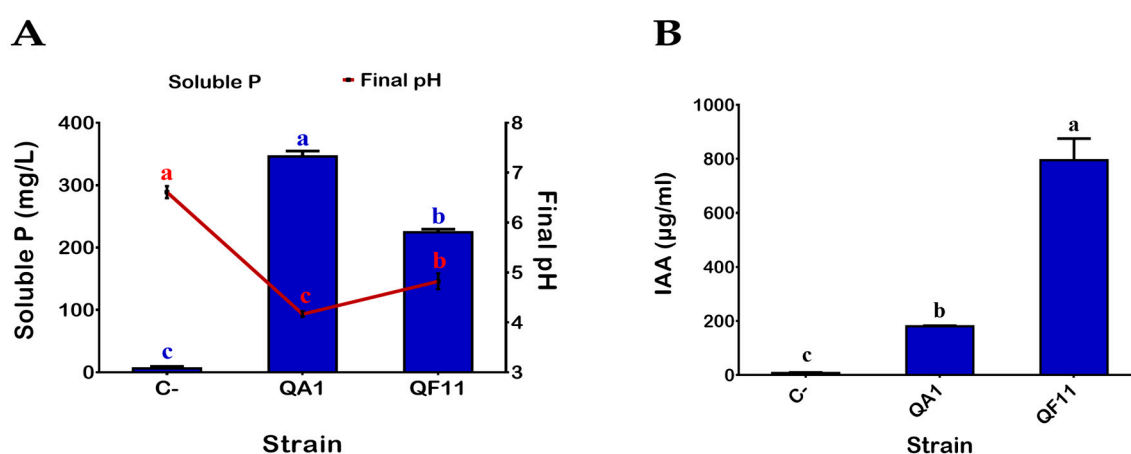 A
Soluble P
Final pH
Soluble P (mg/L)
400
300
200
100
0
a
c
a
c
b
b
8
7
6
5
4
3
Final pH
C-
QA1
QF11
Strain
B
IAA (µg/ml)
1000
800
600
400
200
0
c
b
a
C-
QA1
QF11
Strain